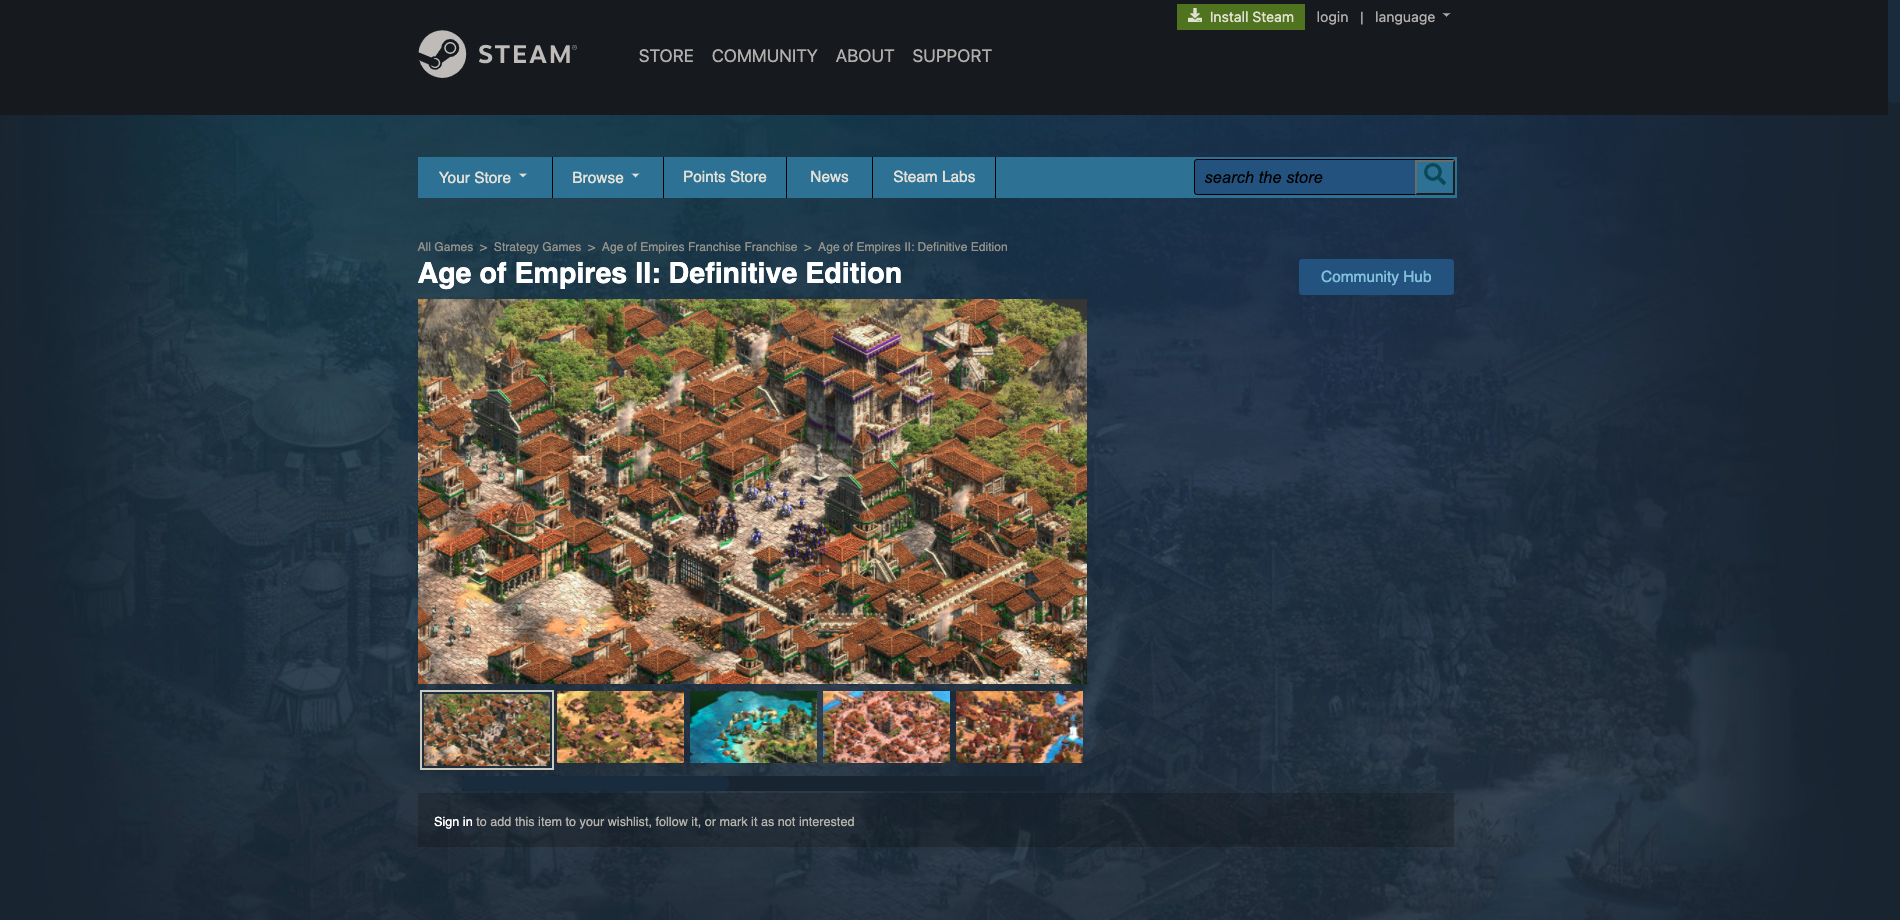 Install Steam login | language
STEAM®
STORE COMMUNITY ABOUT SUPPORT
Your Store Browse Points Store News Steam Labs search the store
All Games > Strategy Games > Age of Empires Franchise Franchise > Age of Empires II: Definitive Edition
Age of Empires II: Definitive Edition
Community Hub
Sign in to add this item to your wishlist, follow it, or mark it as not interested